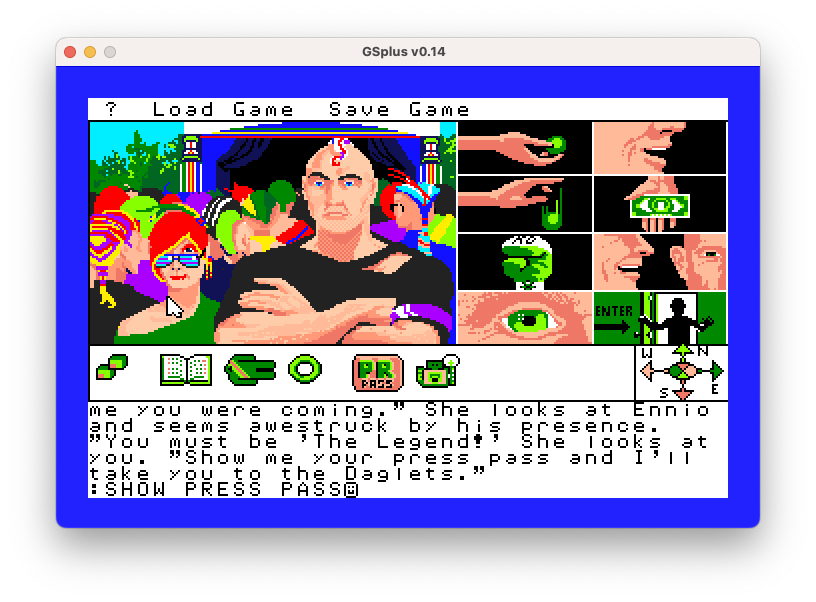 GSplus v0.14
? Load Game Save Game
ENTER
PR
PASS
W N
S E
me you were coming." She looks at Ennio
and seems awestruck by his presence.
"You must be 'The Legend!' She looks at
you. "Show me your press pass and I'll
take you to the Daglets."
:SHOW PRESS PASS